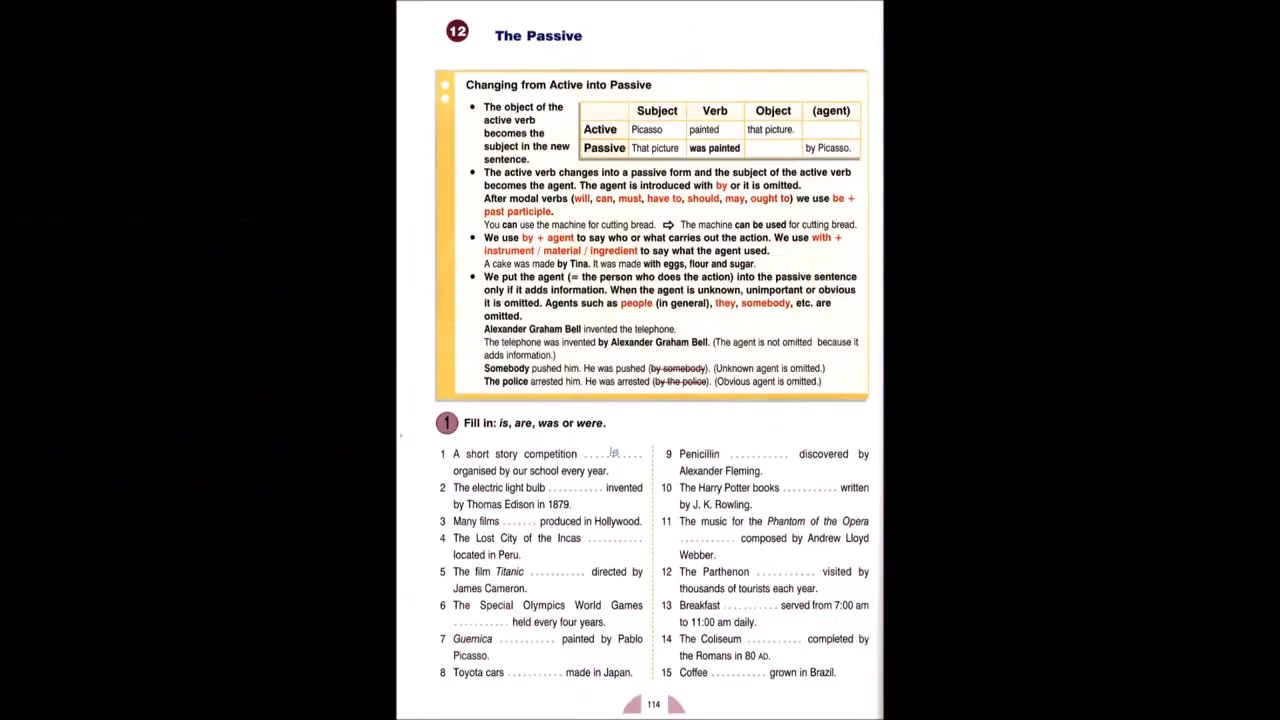 12 The Passive
Changing from Active into Passive
• The object of the
active verb
becomes the
subject in the new
sentence.
Subject Verb Object (agent)
Active Picasso painted that picture.
Passive That picture was painted by Picasso.
• The active verb changes into a passive form and the subject of the active verb
becomes the agent. The agent is introduced with by or it is omitted.
After modal verbs (will, can, must, have to, should, may, ought to) we use be +
past participle.
You can use the machine for cutting bread. ⇨ The machine can be used for cutting bread.
• We use by + agent to say who or what carries out the action. We use with +
instrument / material / ingredient to say what the agent used.
A cake was made by Tina. It was made with eggs, flour and sugar.
• We put the agent (= the person who does the action) into the passive sentence
only if it adds information. When the agent is unknown, unimportant or obvious
it is omitted. Agents such as people (in general), they, somebody, etc. are
omitted.
Alexander Graham Bell invented the telephone.
The telephone was invented by Alexander Graham Bell. (The agent is not omitted because it
adds information.)
Somebody pushed him. He was pushed (by somebody). (Unknown agent is omitted.)
The police arrested him. He was arrested (by the police). (Obvious agent is omitted.)
1 Fill in: is, are, was or were.
1 A short story competition .....is.....
organised by our school every year.
2 The electric light bulb .......... invented
by Thomas Edison in 1879.
3 Many films ....... produced in Hollywood.
4 The Lost City of the Incas ..........
located in Peru.
5 The film Titanic .......... directed by
James Cameron.
6 The Special Olympics World Games
.......... held every four years.
7 Guernica .......... painted by Pablo
Picasso.
8 Toyota cars .......... made in Japan.
9 Penicillin .......... discovered by
Alexander Fleming.
10 The Harry Potter books .......... written
by J. K. Rowling.
11 The music for the Phantom of the Opera
.......... composed by Andrew Lloyd
Webber.
12 The Parthenon .......... visited by
thousands of tourists each year.
13 Breakfast .......... served from 7:00 am
to 11:00 am daily.
14 The Coliseum .......... completed by
the Romans in 80 AD.
15 Coffee .......... grown in Brazil.
114